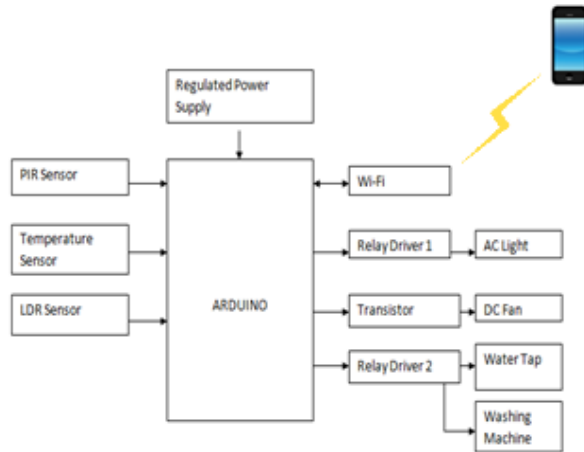 Regulated Power
Supply
PIR Sensor
Wi-Fi
Temperature
Sensor
Relay Driver 1
AC Light
LDR Sensor
ARDUINO
Transistor
DC Fan
Relay Driver 2
Water Tap
Washing
Machine